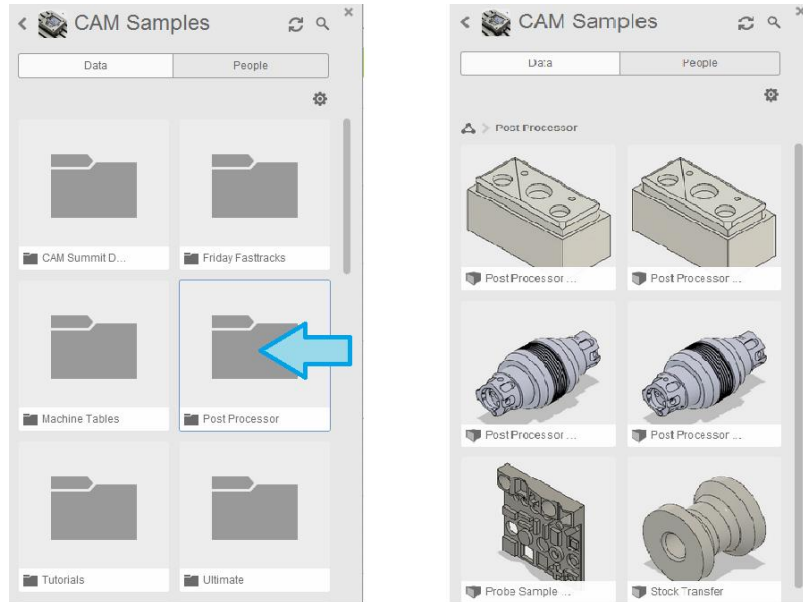 CAM Samples
Data
People
CAM Summit D...
Friday Fasttracks
Machine Tables
Post Processor
Tutorials
Ultimate
CAM Samples
Data
People
> Post Processor
Post Processor ...
Post Processor ...
Post Processor ...
Post Processor ...
Probe Sample ...
Stock Transfer